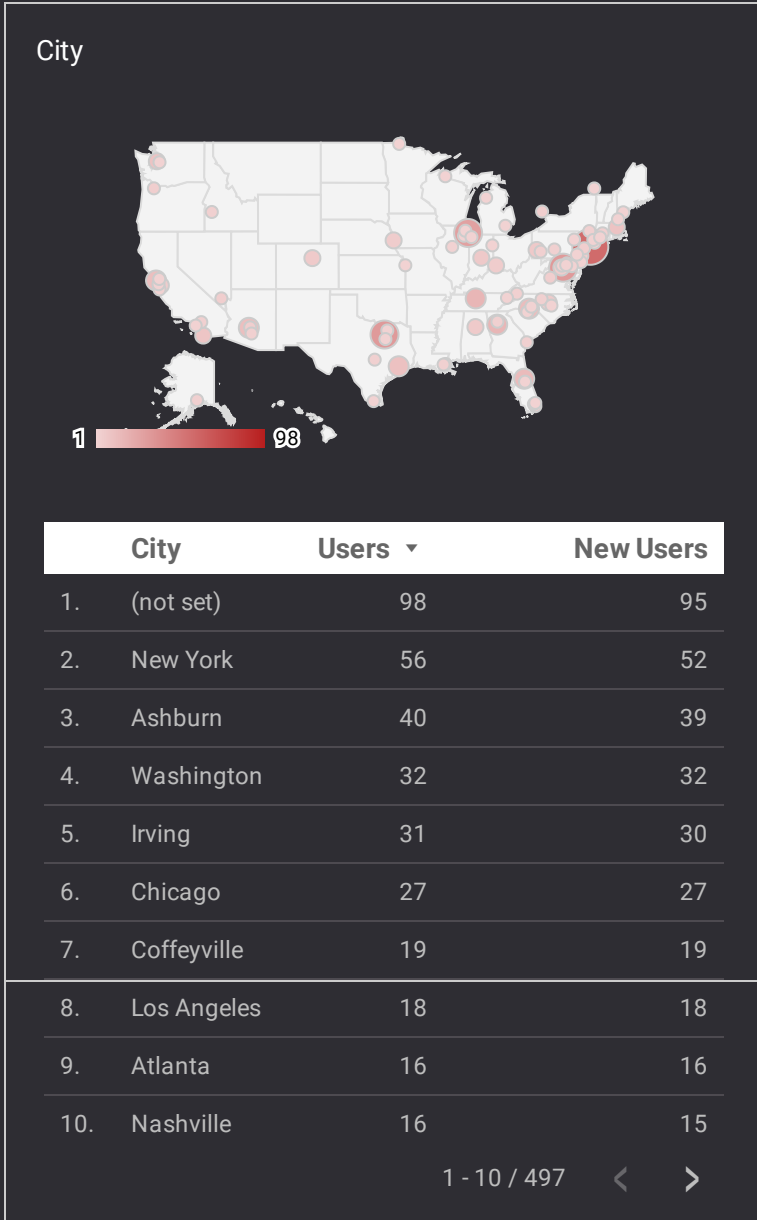 City
1 98
City Users New Users
1. (not set) 98 95
2. New York 56 52
3. Ashburn 40 39
4. Washington 32 32
5. Irving 31 30
6. Chicago 27 27
7. Coffeyville 19 19
8. Los Angeles 18 18
9. Atlanta 16 16
10. Nashville 16 15
1 - 10 / 497